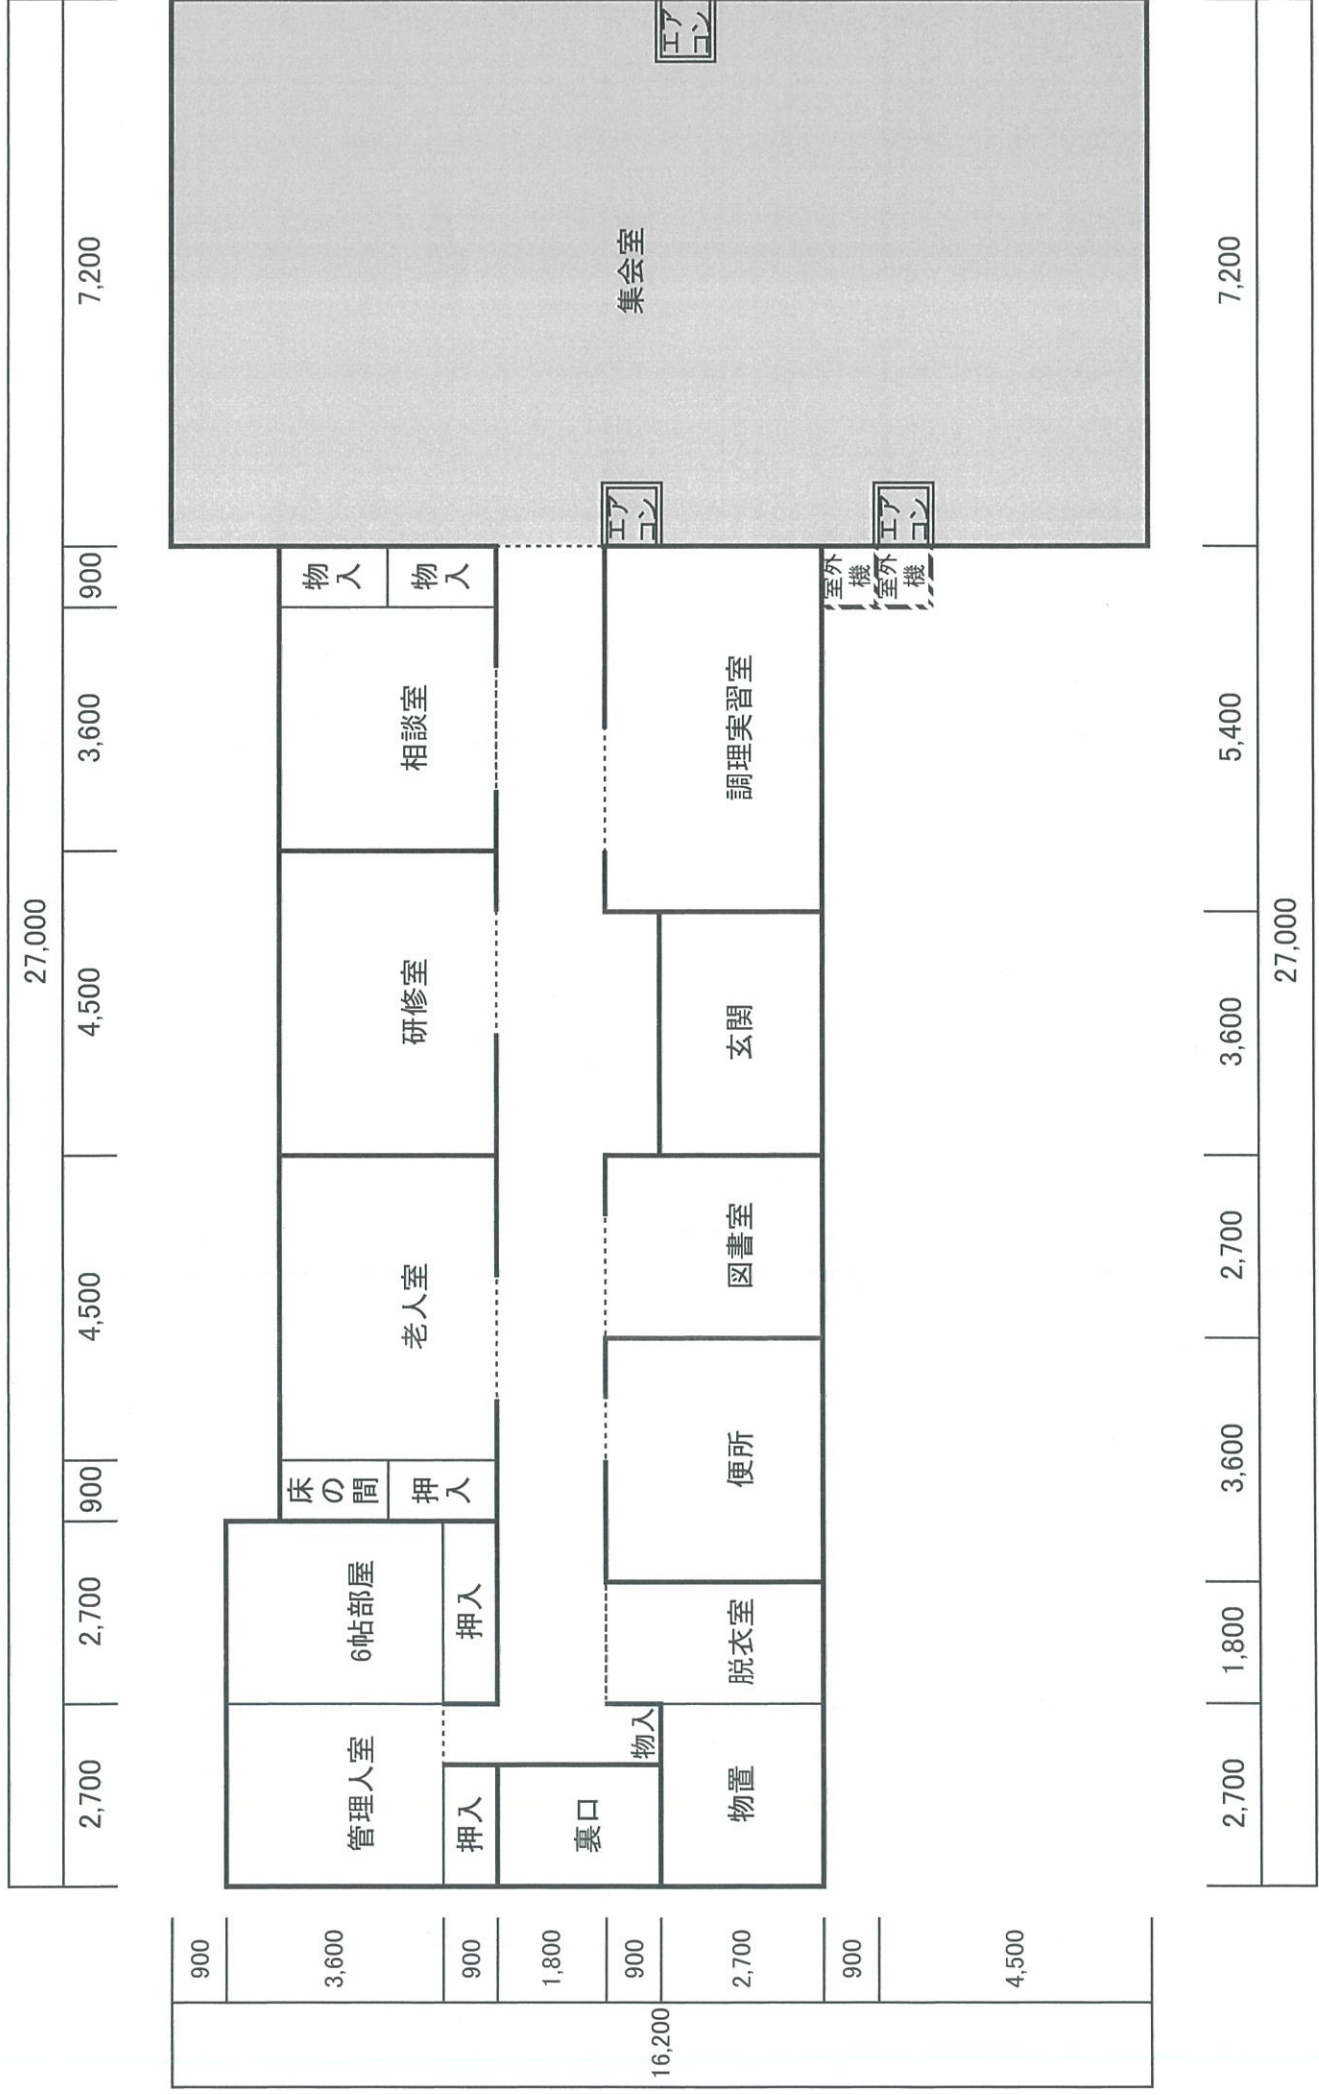 27,000
2,700
2,700
900
4,500
4,500
3,600
900
7,200
16,200
900
3,600
900
1,800
900
2,700
900
4,500
管理人室
6帖部屋
押入
押入
床の間
押入
老人室
研修室
相談室
物入
物入
裏口
物入
物置
脱衣室
便所
図書室
玄関
調理実習室
集会室
エアコン
エアコン
エアコン
室外機
室外機
2,700
1,800
3,600
2,700
3,600
5,400
7,200
27,000